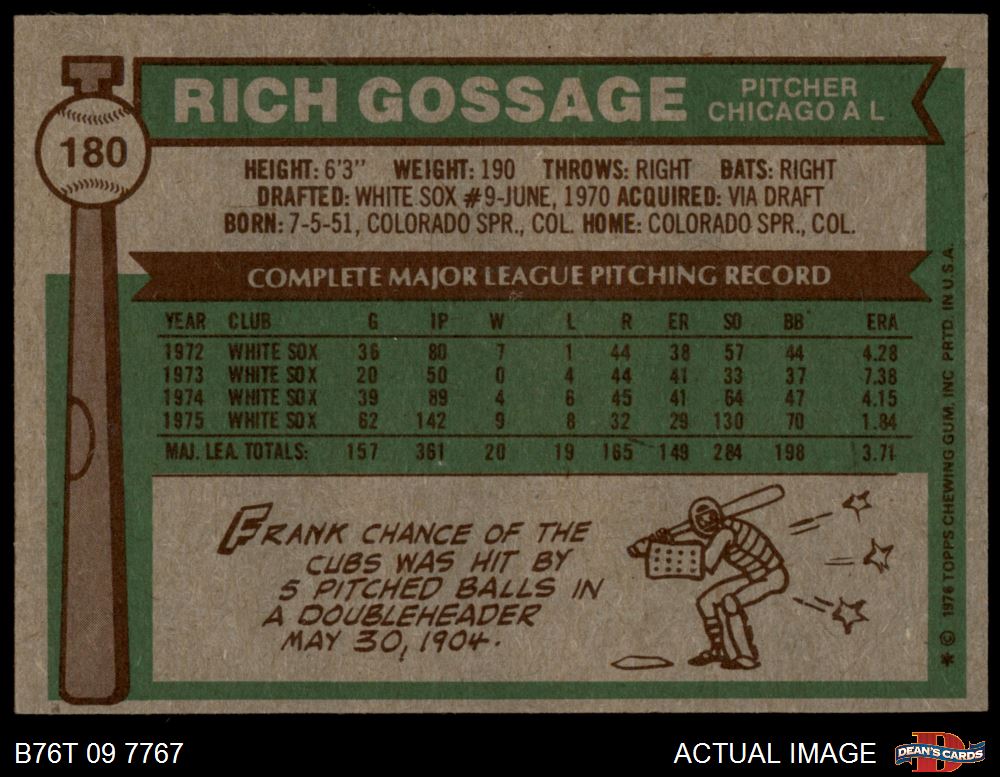 180
RICH GOSSAGE
PITCHER
CHICAGO A L
HEIGHT: 6'3" WEIGHT: 190 THROWS: RIGHT BATS: RIGHT
DRAFTED: WHITE SOX #9-JUNE, 1970 ACQUIRED: VIA DRAFT
BORN: 7-5-51, COLORADO SPR., COL. HOME: COLORADO SPR., COL.
COMPLETE MAJOR LEAGUE PITCHING RECORD
YEAR CLUB G IP W L R ER SO BB ERA
1972 WHITE SOX 36 80 7 1 44 38 57 44 4.28
1973 WHITE SOX 20 50 0 4 44 41 33 37 7.38
1974 WHITE SOX 39 89 4 6 45 41 64 47 4.15
1975 WHITE SOX 62 142 9 8 32 29 130 70 1.84
MAJ. LEA. TOTALS: 157 361 20 19 165 149 284 198 3.71
FRANK CHANCE OF THE
CUBS WAS HIT BY
5 PITCHED BALLS IN
A DOUBLEHEADER
MAY 30, 1904.
* © 1976 TOPPS CHEWING GUM, INC PRTD. IN U.S.A.
B76T 09 7767
ACTUAL IMAGE
D
DEAN'S CARDS